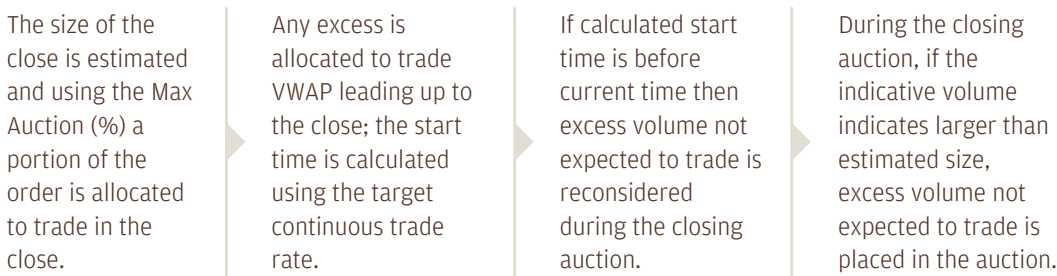 The size of the
close is estimated
and using the Max
Auction (%) a
portion of the
order is allocated
to trade in the
close.
Any excess is
allocated to trade
VWAP leading up to
the close; the start
time is calculated
using the target
continuous trade
rate.
If calculated start
time is before
current time then
excess volume not
expected to trade is
reconsidered
during the closing
auction.
During the closing
auction, if the
indicative volume
indicates larger than
estimated size,
excess volume not
expected to trade is
placed in the auction.